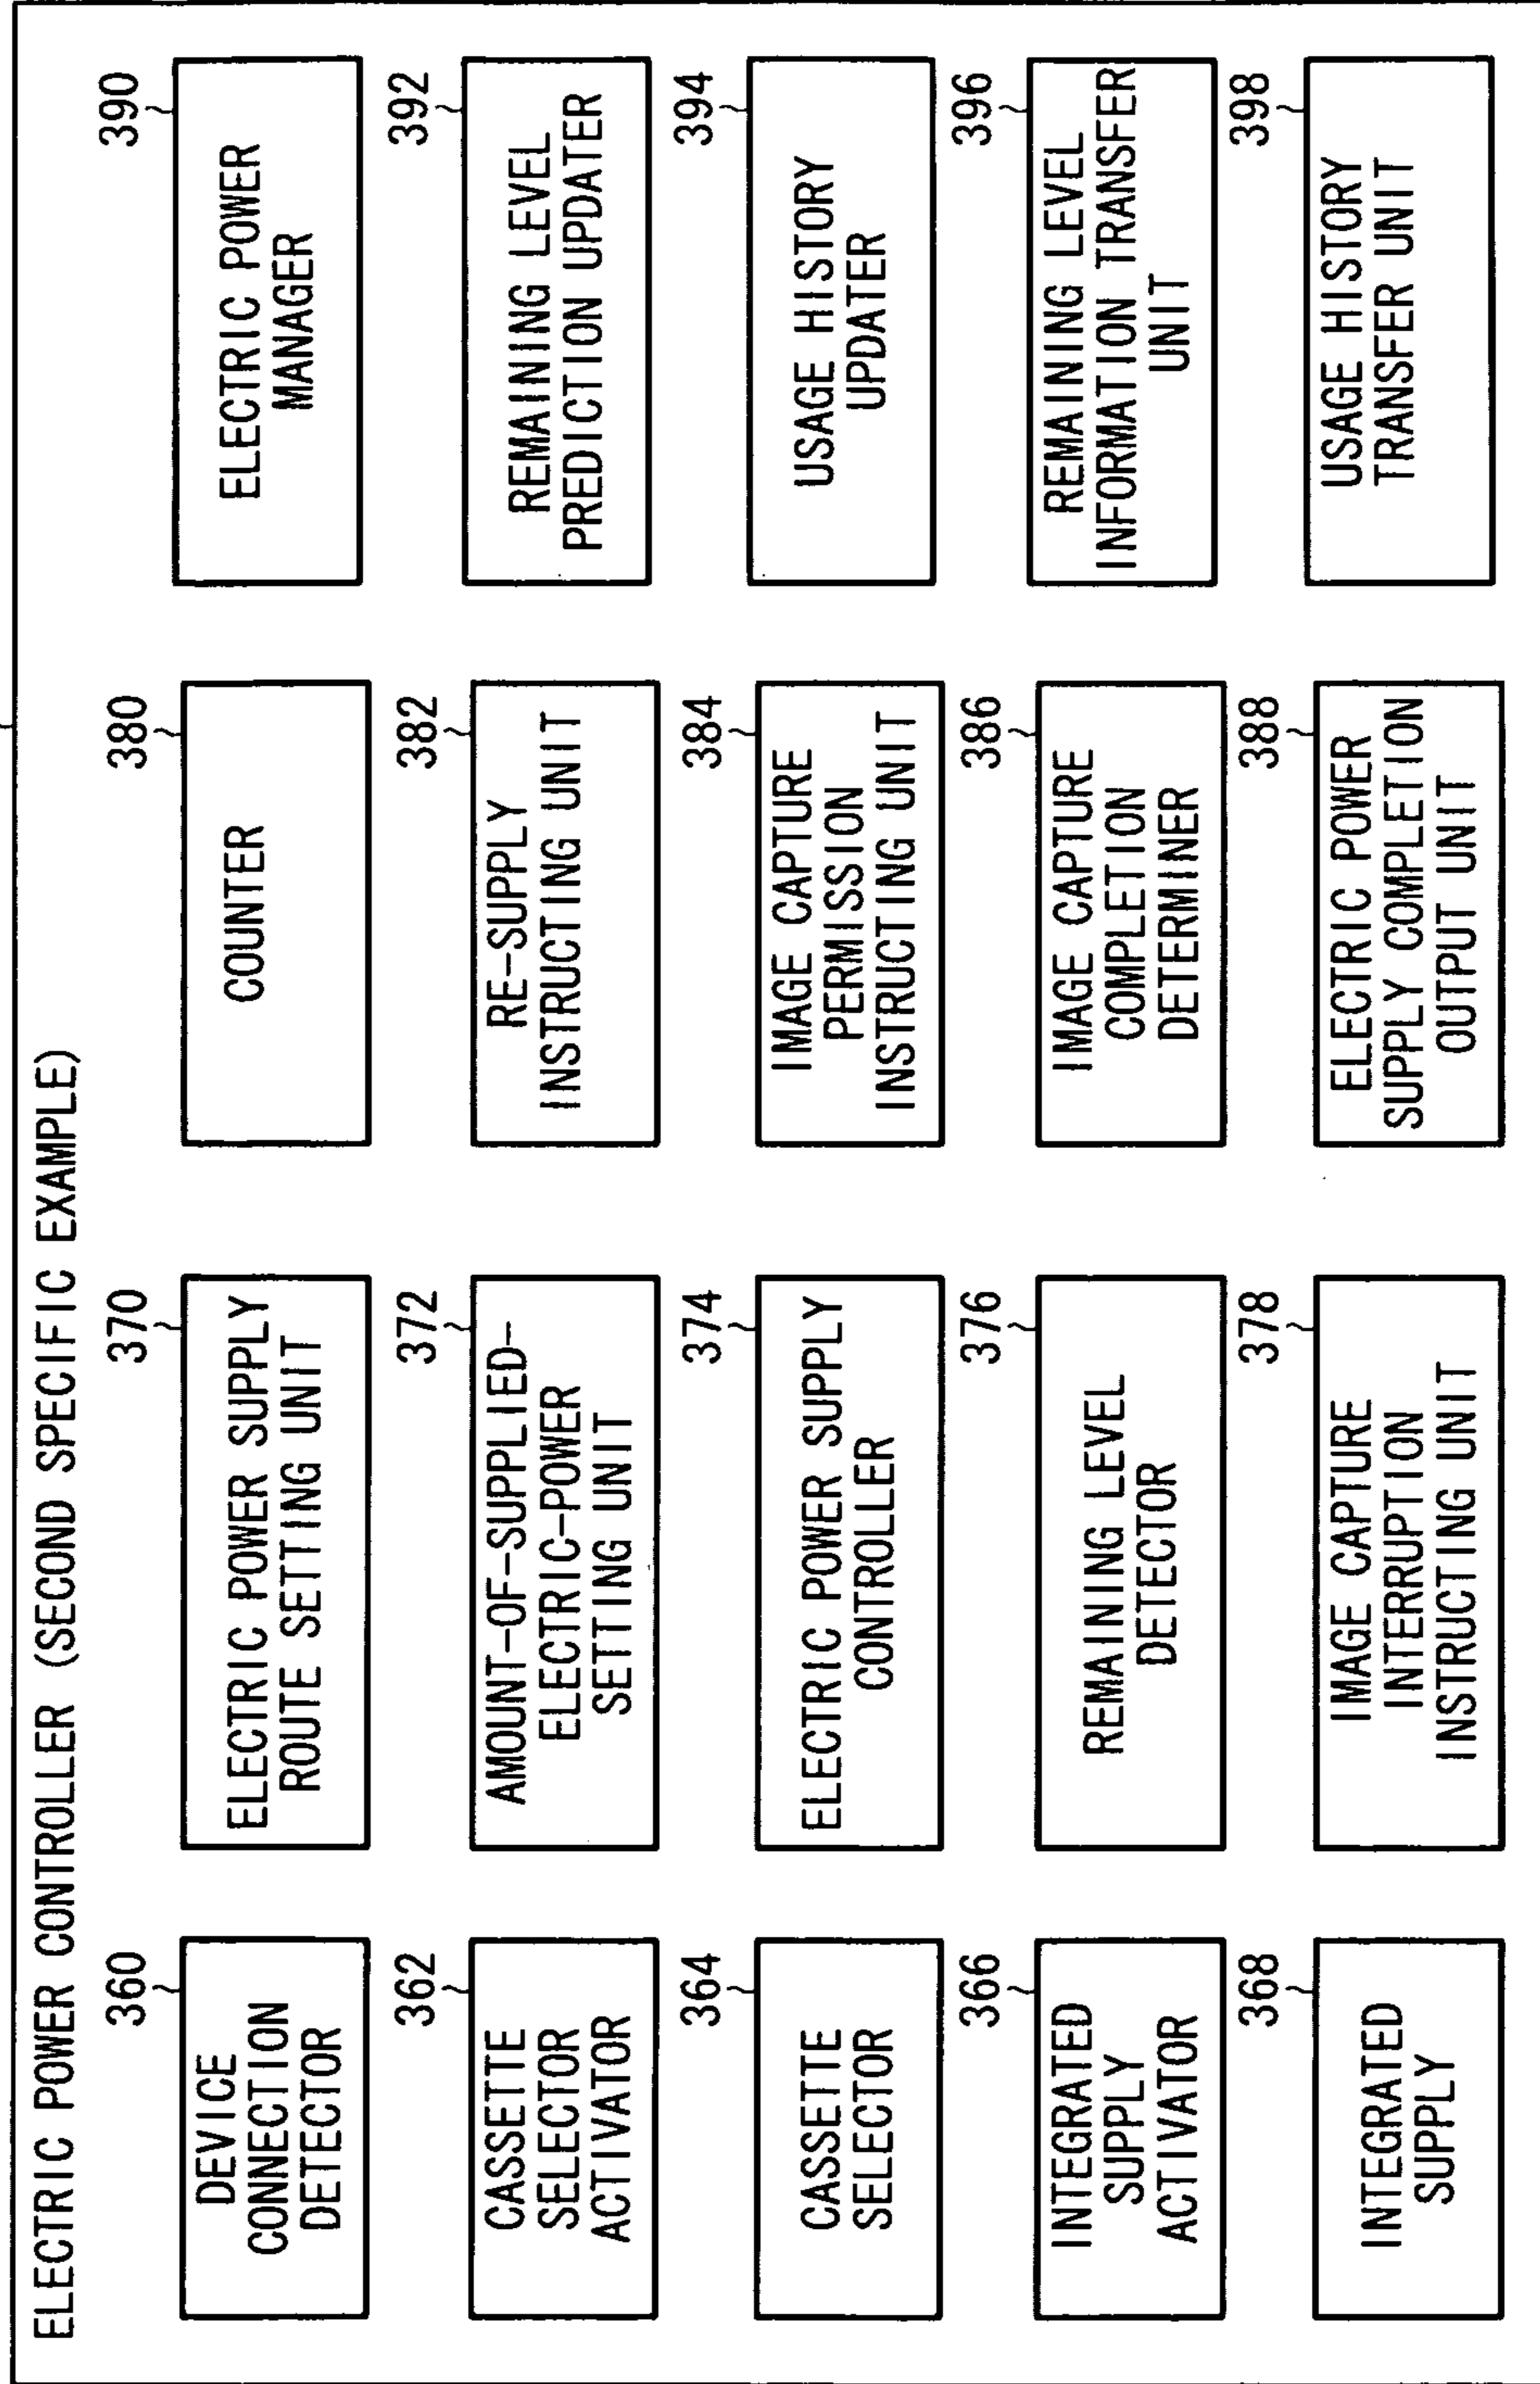 ELECTRIC POWER CONTROLLER (SECOND SPECIFIC EXAMPLE)
360
DEVICE
CONNECTION
DETECTOR
362
CASSETTE
SELECTOR
ACTIVATOR
364
CASSETTE
SELECTOR
366
INTEGRATED
SUPPLY
ACTIVATOR
368
INTEGRATED
SUPPLY
370
ELECTRIC POWER SUPPLY
ROUTE SETTING UNIT
372
AMOUNT-OF-SUPPLIED-
ELECTRIC-POWER
SETTING UNIT
374
ELECTRIC POWER SUPPLY
CONTROLLER
376
REMAINING LEVEL
DETECTOR
378
IMAGE CAPTURE
INTERRUPTION
INSTRUCTING UNIT
380
COUNTER
382
RE-SUPPLY
INSTRUCTING UNIT
384
IMAGE CAPTURE
PERMISSION
INSTRUCTING UNIT
386
IMAGE CAPTURE
COMPLETION
DETERMINER
388
ELECTRIC POWER
SUPPLY COMPLETION
OUTPUT UNIT
390
ELECTRIC POWER
MANAGER
392
REMAINING LEVEL
PREDICTION UPDATER
394
USAGE HISTORY
UPDATER
396
REMAINING LEVEL
INFORMATION TRANSFER
UNIT
398
USAGE HISTORY
TRANSFER UNIT